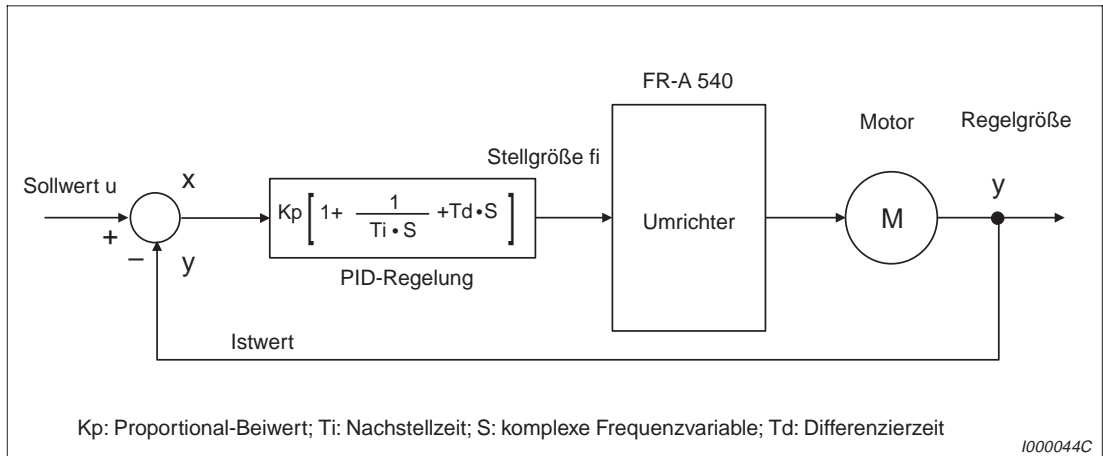 FR-A 540
Motor
Regelgröße
Stellgröße fi
Sollwert u
x
y
Kp [ 1+ 1/(Ti • S) +Td • S ]
Umrichter
M
+
–
y
PID-Regelung
Istwert
Kp: Proportional-Beiwert; Ti: Nachstellzeit; S: komplexe Frequenzvariable; Td: Differenzierzeit
I000044C